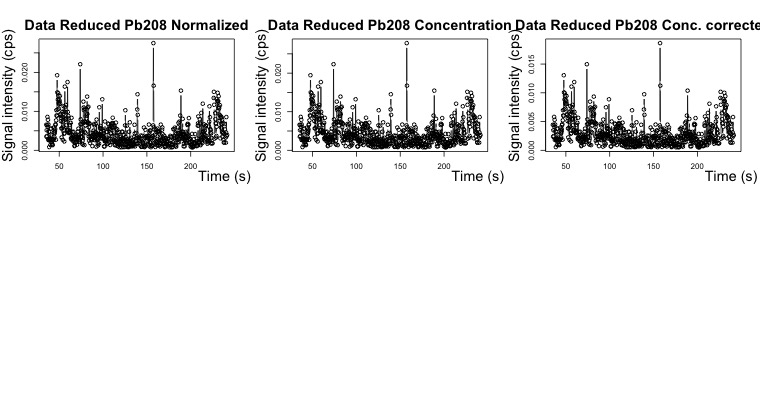 Data Reduced Pb208 Normalized
Signal intensity (cps)
0.000 0.010 0.020
50 100 150 200
Time (s)
Data Reduced Pb208 Concentration
Signal intensity (cps)
0.000 0.010 0.020
50 100 150 200
Time (s)
Data Reduced Pb208 Conc. correcte
Signal intensity (cps)
0.000 0.005 0.010 0.015
50 100 150 200
Time (s)